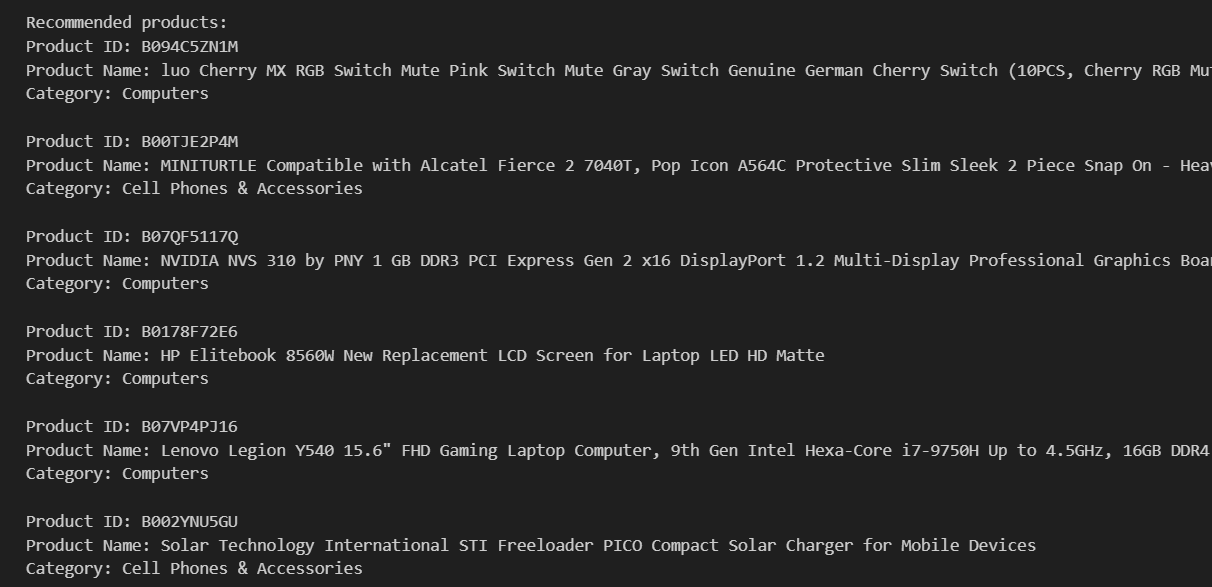 Recommended products:
Product ID: B094C5ZN1M
Product Name: luo Cherry MX RGB Switch Mute Pink Switch Mute Gray Switch Genuine German Cherry Switch (10PCS, Cherry RGB Mut
Category: Computers
Product ID: B00TJE2P4M
Product Name: MINITURTLE Compatible with Alcatel Fierce 2 7040T, Pop Icon A564C Protective Slim Sleek 2 Piece Snap On - Heav
Category: Cell Phones & Accessories
Product ID: B07QF5117Q
Product Name: NVIDIA NVS 310 by PNY 1 GB DDR3 PCI Express Gen 2 x16 DisplayPort 1.2 Multi-Display Professional Graphics Boar
Category: Computers
Product ID: B0178F72E6
Product Name: HP Elitebook 8560W New Replacement LCD Screen for Laptop LED HD Matte
Category: Computers
Product ID: B07VP4PJ16
Product Name: Lenovo Legion Y540 15.6" FHD Gaming Laptop Computer, 9th Gen Intel Hexa-Core i7-9750H Up to 4.5GHz, 16GB DDR4
Category: Computers
Product ID: B002YNU5GU
Product Name: Solar Technology International STI Freeloader PICO Compact Solar Charger for Mobile Devices
Category: Cell Phones & Accessories